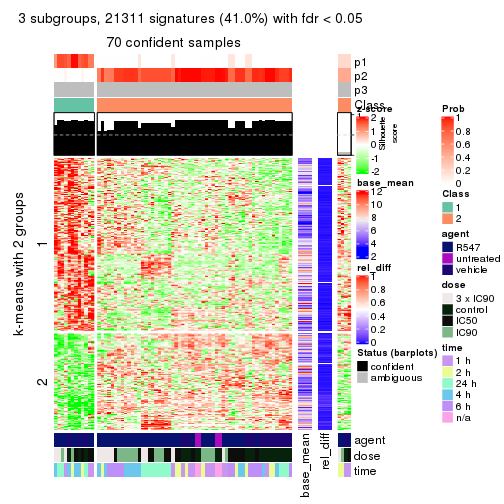 3 subgroups, 21311 signatures (41.0%) with fdr < 0.05
70 confident samples
p1
p2
p3
Class
Silhouette
score
k-means with 2 groups
1
2
base_mean
rel_diff
agent
dose
time
z-score
2
1
0
-1
-2
base_mean
12
10
8
6
4
2
rel_diff
1
0.8
0.6
0.4
0.2
0
Status (barplots)
confident
ambiguous
Prob
1
0.8
0.6
0.4
0.2
0
Class
1
2
agent
R547
untreated
vehicle
dose
3 x IC90
control
IC50
IC90
time
1 h
2 h
24 h
4 h
6 h
n/a